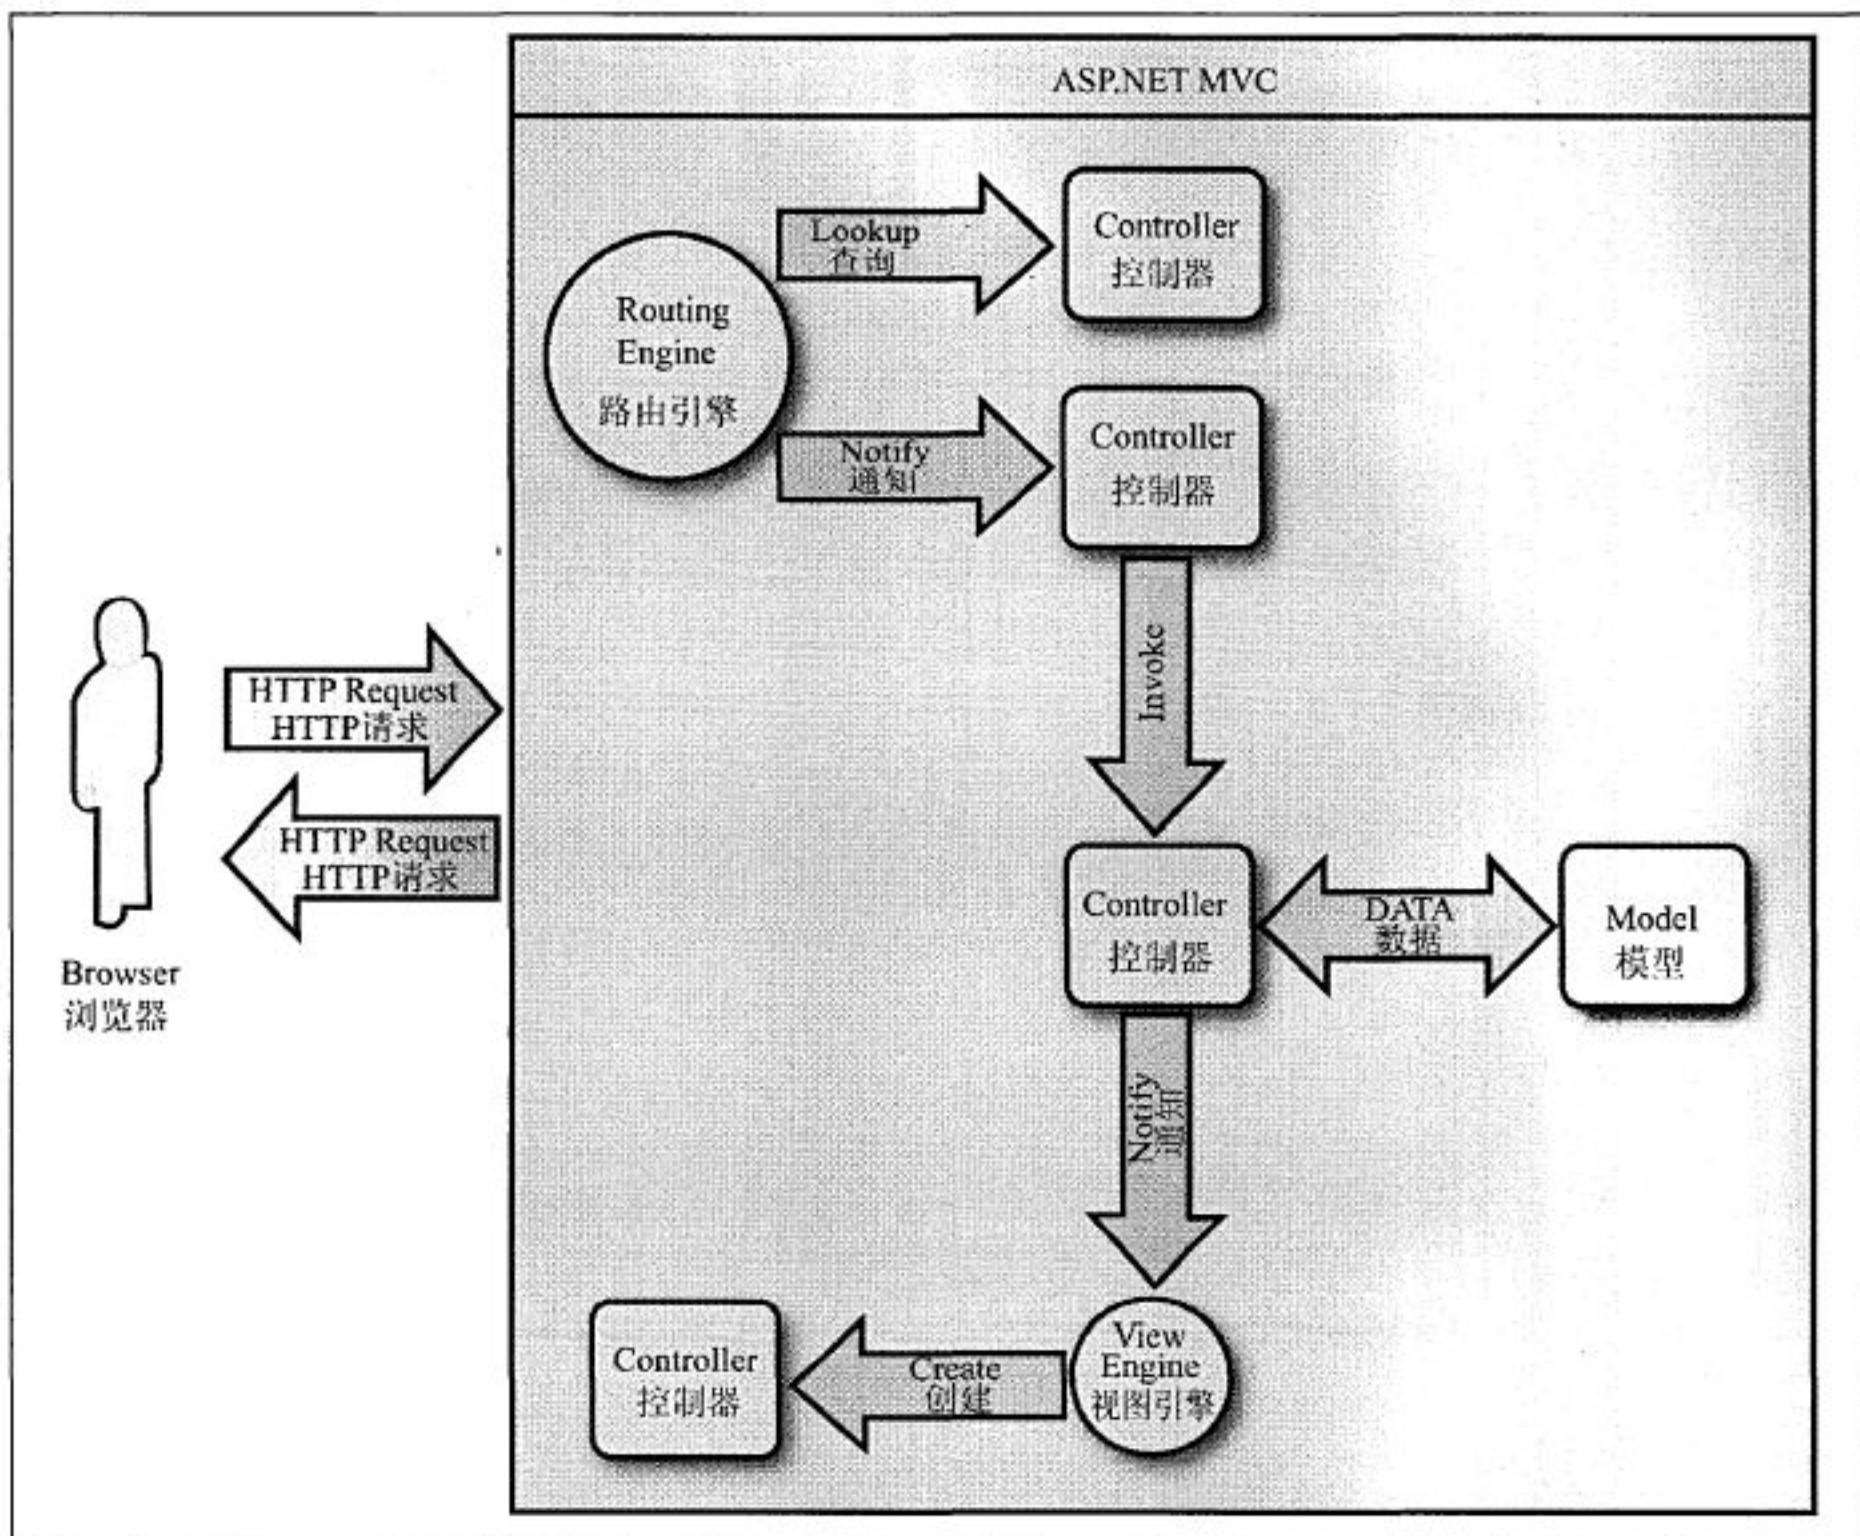 ASP.NET MVC
Lookup
查询
Controller
控制器
Routing
Engine
路由引擎
Notify
通知
Controller
控制器
Invoke
HTTP Request
HTTP请求
HTTP Request
HTTP请求
Browser
浏览器
Controller
控制器
DATA
数据
Model
模型
Notify
通知
View
Engine
视图引擎
Create
创建
Controller
控制器